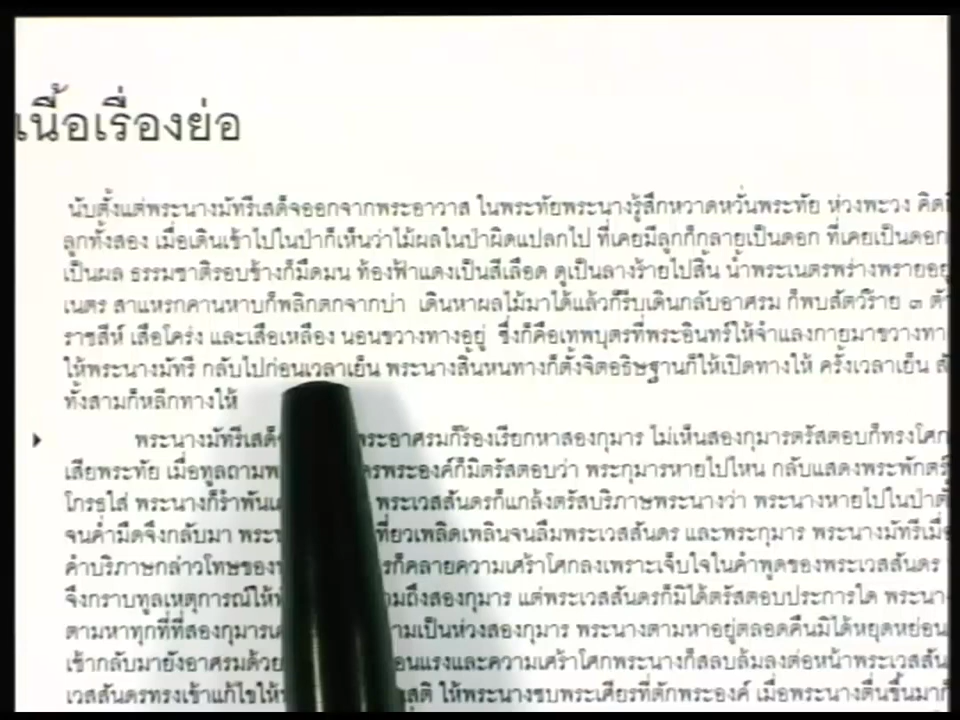 เนื้อเรื่องย่อ
นับตั้งแต่พระนางมัทรีเสด็จออกจากพระอาวาส ในพระทัยพระนางรู้สึกหวาดหวั่นพระทัย ห่วงพะวง คิด
ลูกทั้งสอง เมื่อเดินเข้าไปในป่าก็เห็นว่าไม้ผลในป่าผิดแปลกไป ที่เคยมีลูกก็กลายเป็นดอก ที่เคยเป็นดอก
เป็นผล ธรรมชาติรอบข้างก็มืดมน ท้องฟ้าแดงเป็นสีเลือด ดูเป็นลางร้ายไปสิ้น น้ำพระเนตรพร่างพราย
เนตร สาแหรกคานหาบก็พลิกตกจากบ่า เดินหาผลไม้มาได้แล้วก็รีบเดินกลับอาศรม ก็พบสัตว์ร้าย ๓
ราชสีห์ เสือโคร่ง และเสือเหลือง นอนขวางทางอยู่ ซึ่งก็คือเทพบุตรที่พระอินทร์ให้จำแลงกายมาขวางทา
ให้พระนางมัทรี กลับไปก่อนเวลาเย็น พระนางสิ้นหนทางก็ตั้งจิตอธิษฐานก็ให้เปิดทางให้ ครั้งเวลาเย็น
ทั้งสามก็หลีกทางให้
พระนางมัทรีเสด็ พระอาศรมก็ร้องเรียกหาสองกุมาร ไม่เห็นสองกุมารตรัสตอบก็ทรงโศก
เสียพระทัย เมื่อทูลถามพ ครพระองค์ก็มิตรัสตอบว่า พระกุมารหายไปไหน กลับแสดงพระพักตร์
โกรธใส่ พระนางก็รำพัน พระเวสสันดรก็แกล้งตรัสบริภาษพระนางว่า พระนางหายไปในป่า
จนค่ำมืดจึงกลับมา พระ ที่ยวเพลิดเพลินจนลืมพระเวสสันดร และพระกุมาร พระนางมัทรีเมื่
คำบริภาษกล่าวโทษของ รก็คลายความเศร้าโศกลงเพราะเจ็บใจในคำพูดของพระเวสสันดร
จึงกราบทูลเหตุการณ์ให้ ามถึงสองกุมาร แต่พระเวสสันดรก็มิได้ตรัสตอบประการใด พระนา
ตามหาทุกที่ที่สองกุมารเ ามเป็นห่วงสองกุมาร พระนางตามหาอยู่ตลอดคืนมิได้หยุดหย่อน
เช้ากลับมายังอาศรมด้วย อนแรงและความเศร้าโศกพระนางก็สลบล้มลงต่อหน้าพระเวสสัน
เวสสันดรทรงเข้าแก้ไขให้ สติ ให้พระนางซบพระเศียรที่ตักพระองค์ เมื่อพระนางตื่นขึ้นมา